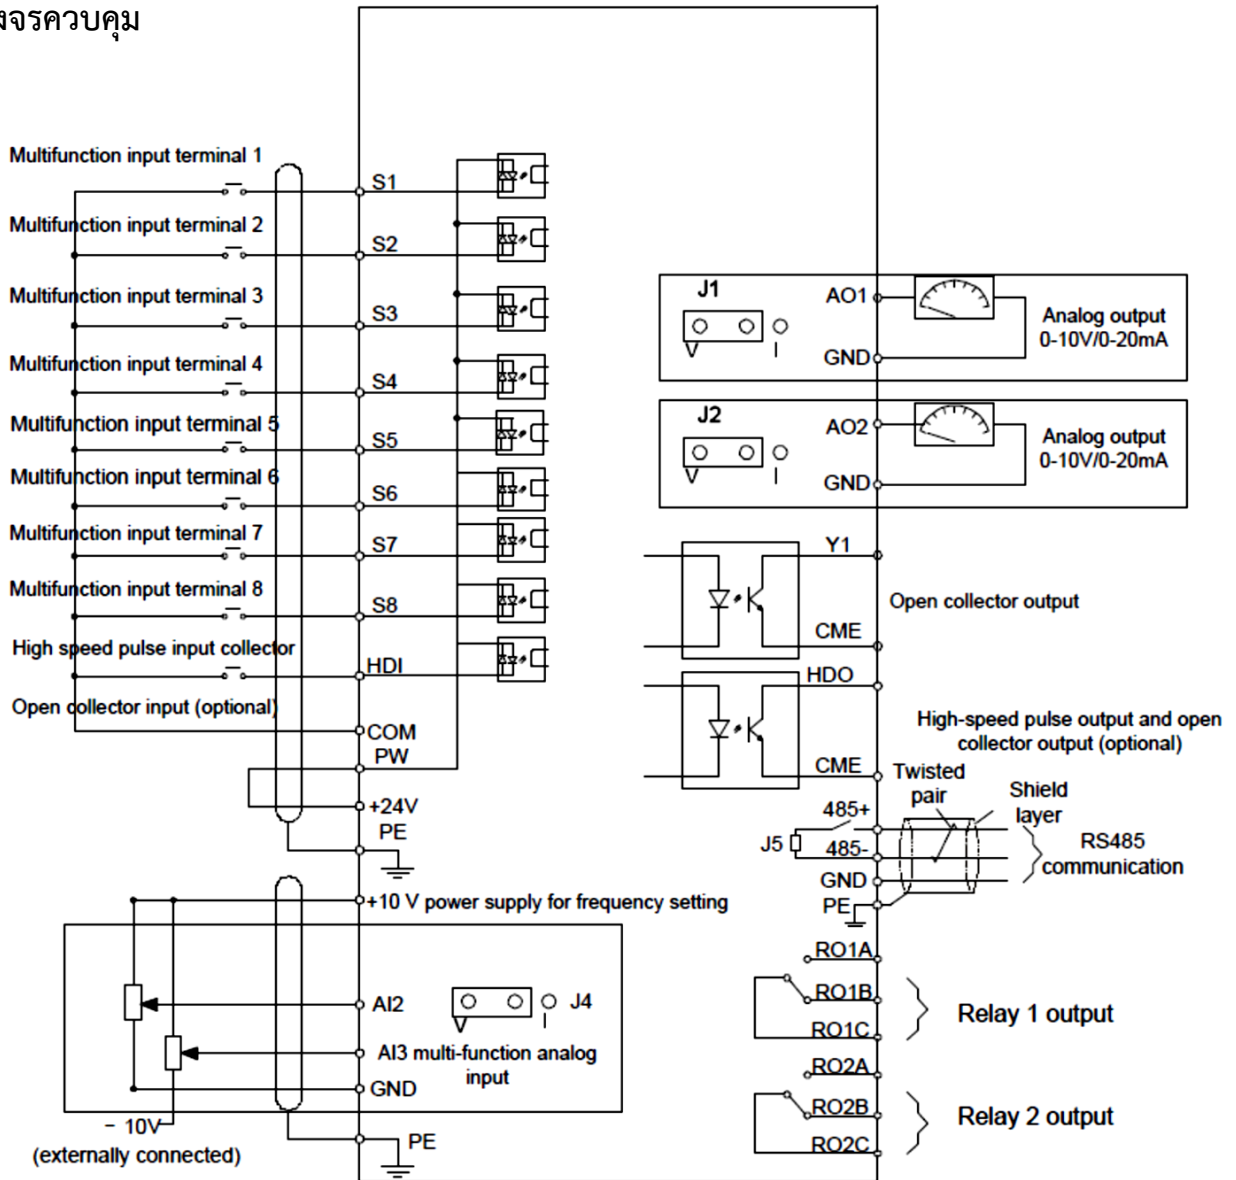 งจรควบคุม
Multifunction input terminal 1
S1
Multifunction input terminal 2
S2
Multifunction input terminal 3
S3
Multifunction input terminal 4
S4
Multifunction input terminal 5
S5
Multifunction input terminal 6
S6
Multifunction input terminal 7
S7
Multifunction input terminal 8
S8
High speed pulse input collector
HDI
Open collector input (optional)
COM
PW
+24V
PE
+10 V power supply for frequency setting
AI2
V
I
J4
AI3 multi-function analog
input
GND
- 10V
(externally connected)
PE
J1
V
I
AO1
GND
Analog output
0-10V/0-20mA
J2
V
I
AO2
GND
Analog output
0-10V/0-20mA
Y1
CME
Open collector output
HDO
CME
High-speed pulse output and open
collector output (optional)
Twisted
pair
Shield
layer
485+
J5
485-
GND
PE
RS485
communication
RO1A
RO1B
RO1C
Relay 1 output
RO2A
RO2B
RO2C
Relay 2 output